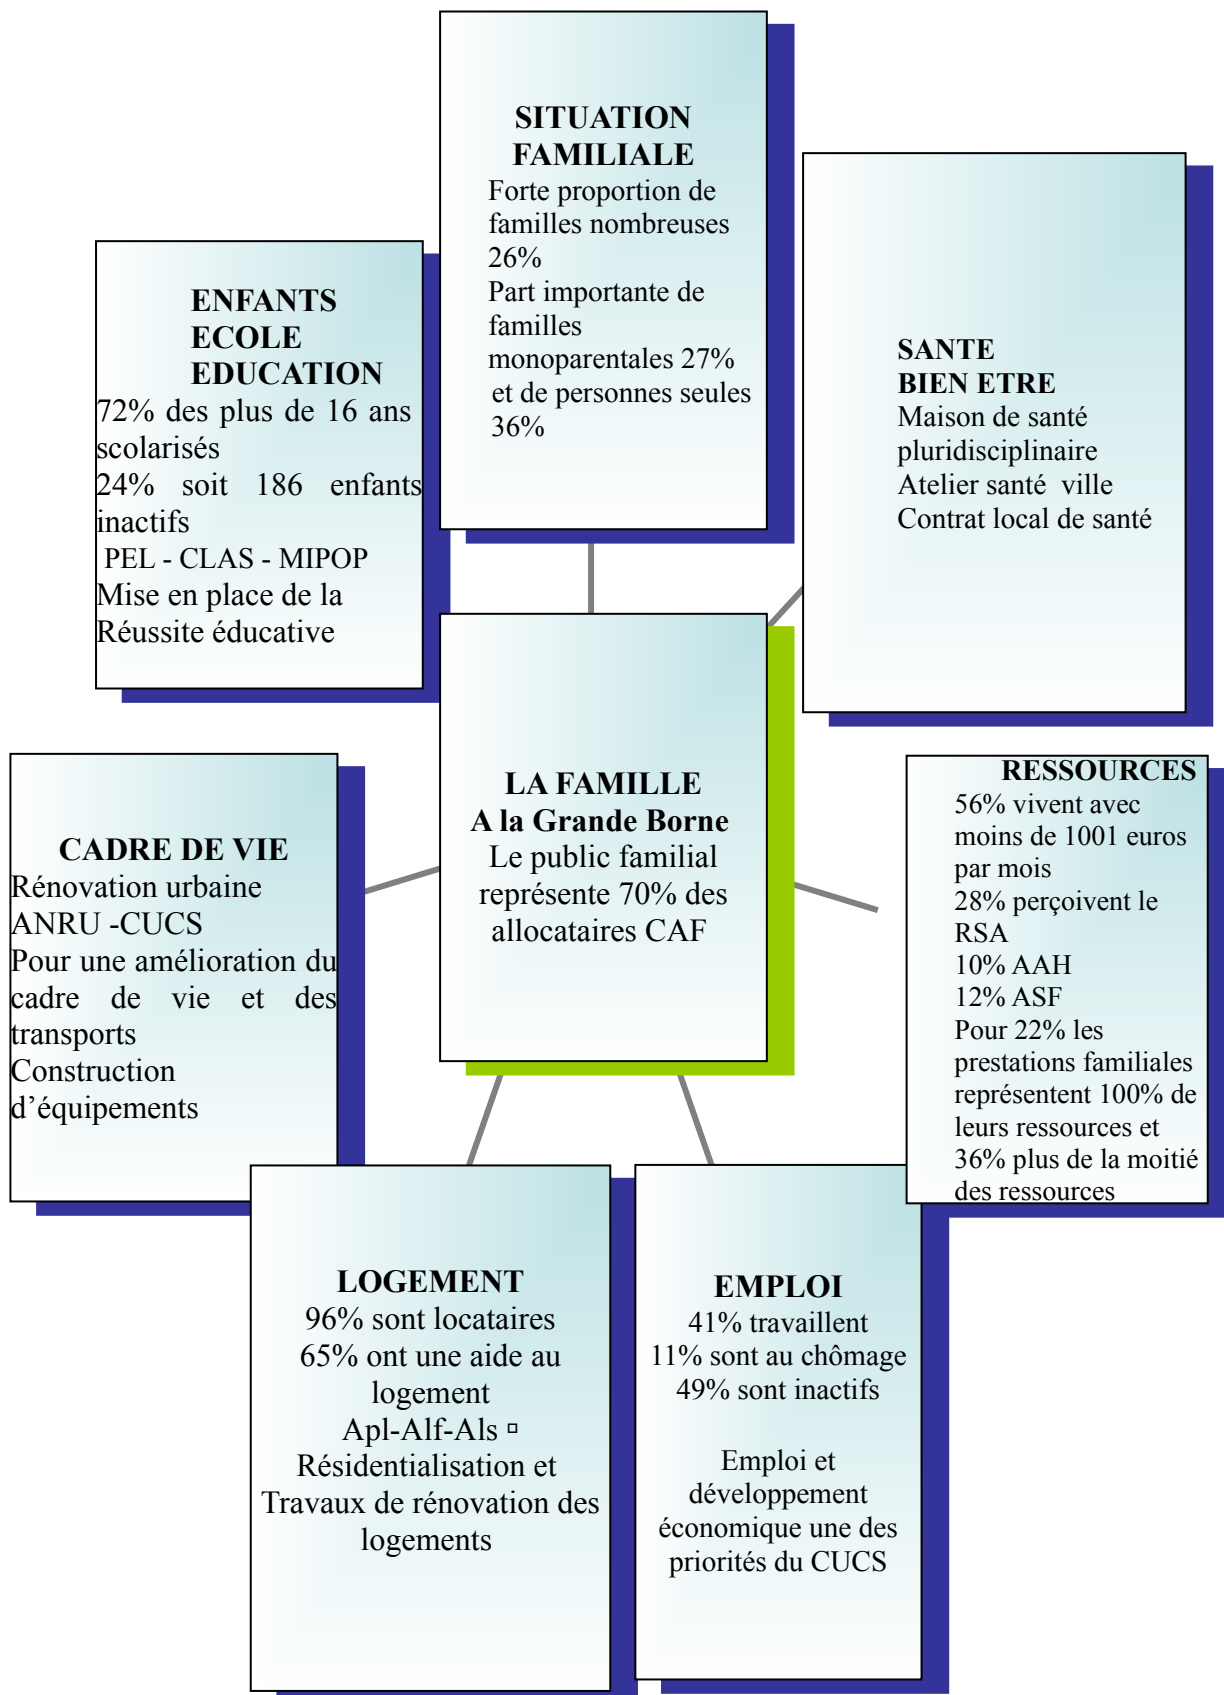 SITUATION
FAMILIALE
Forte proportion de
familles nombreuses
26%
Part importante de
familles
monoparentales 27%
et de personnes seules
36%
SANTE
BIEN ETRE
Maison de santé
pluridisciplinaire
Atelier santé ville
Contrat local de santé
ENFANTS
ECOLE
EDUCATION
72% des plus de 16 ans
scolarisés
24% soit 186 enfants
inactifs
PEL - CLAS - MIPOP
Mise en place de la
Réussite éducative
LA FAMILLE
A la Grande Borne
Le public familial
représente 70% des
allocataires CAF
RESSOURCES
56% vivent avec
moins de 1001 euros
par mois
28% perçoivent le
RSA
10% AAH
12% ASF
Pour 22% les
prestations familiales
représentent 100% de
leurs ressources et
36% plus de la moitié
des ressources
CADRE DE VIE
Rénovation urbaine
ANRU -CUCS
Pour une amélioration du
cadre de vie et des
transports
Construction
d’équipements
LOGEMENT
96% sont locataires
65% ont une aide au
logement
Apl-Alf-Als ▫
Résidentialisation et
Travaux de rénovation des
logements
EMPLOI
41% travaillent
11% sont au chômage
49% sont inactifs
Emploi et
développement
économique une des
priorités du CUCS